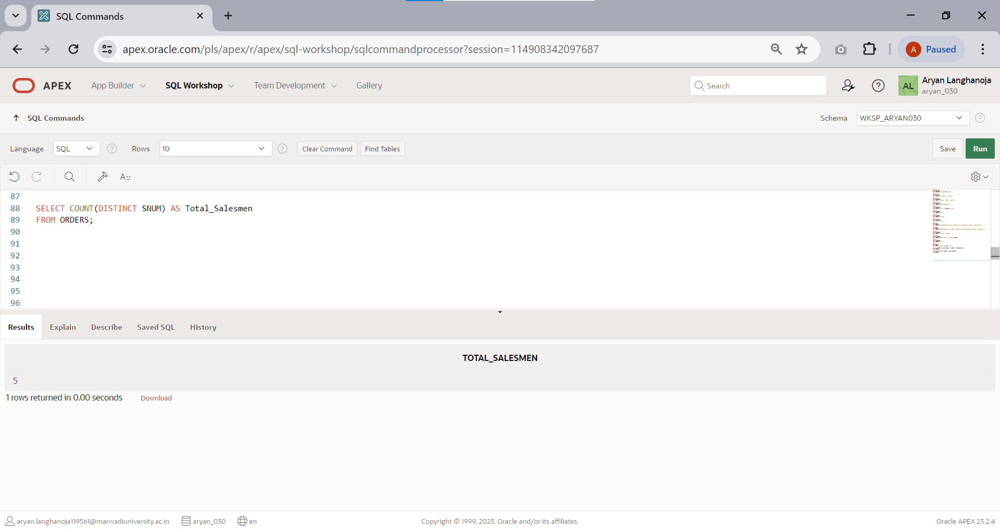 SQL Commands
apex.oracle.com/pls/apex/r/apex/sql-workshop/sqlcommandprocessor?session=114908342097687
A Paused
APEX App Builder SQL Workshop Team Development Gallery Search ? AL Aryan Langhanoja
aryan_030
SQL Commands Schema WKSP_ARYAN030 ?
Language SQL ? Rows 10 ? Clear Command Find Tables Save Run
A::
87
88 SELECT COUNT(DISTINCT SNUM) AS Total_Salesmen
89 FROM ORDERS;
90
91
92
93
94
95
96
Results Explain Describe Saved SQL History
TOTAL_SALESMEN
5
1 rows returned in 0.00 seconds Download
aryan.langhanoja119561@marwadiuniversity.ac.in aryan_030 en Copyright © 1999, 2023, Oracle and/or its affiliates. Oracle APEX 23.2.4